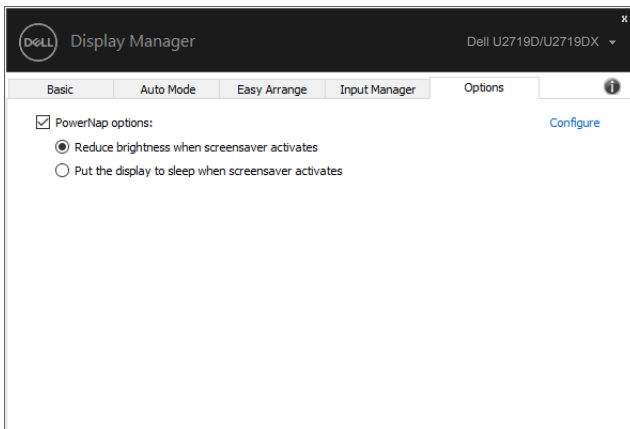 x
DELL Display Manager Dell U2719D/U2719DX
Basic Auto Mode Easy Arrange Input Manager Options i
PowerNap options: Configure
Reduce brightness when screensaver activates
Put the display to sleep when screensaver activates